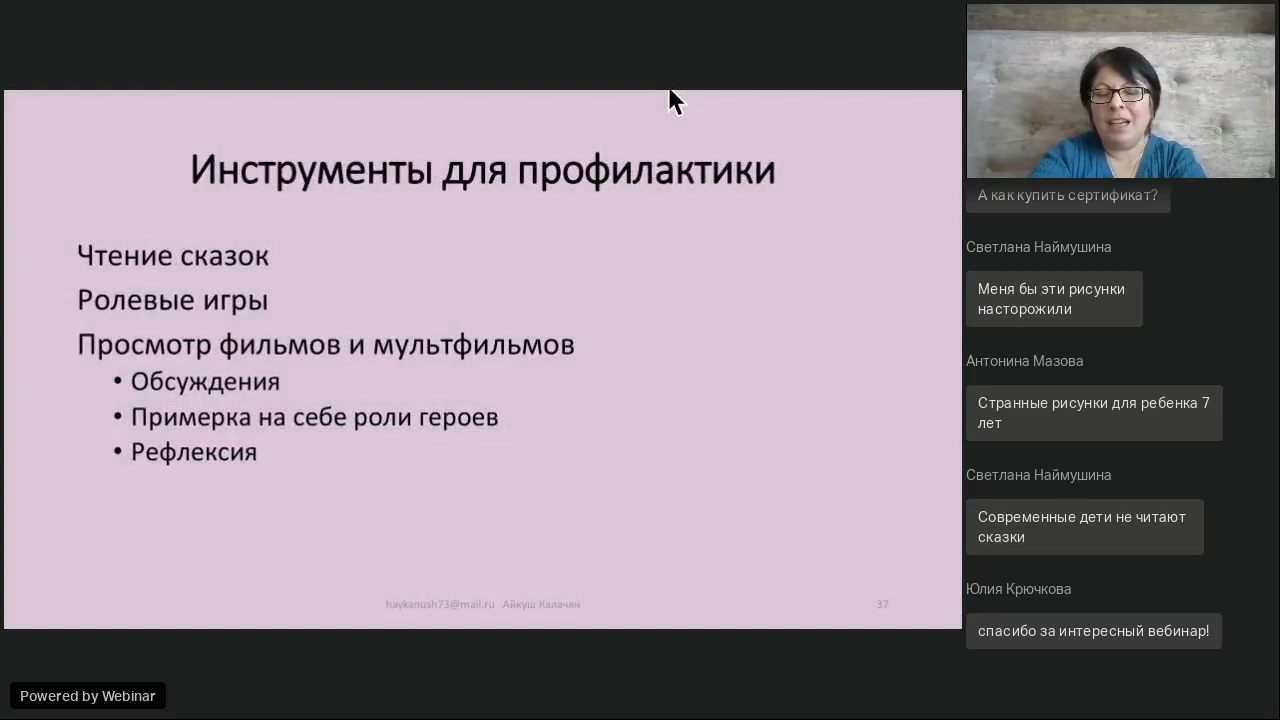 Инструменты для профилактики
Чтение сказок
Ролевые игры
Просмотр фильмов и мультфильмов
• Обсуждения
• Примерка на себе роли героев
• Рефлексия
haykanush73@mail.ru Айкуш Калачян
37
Powered by Webinar
А как купить сертификат?
Светлана Наймушина
Меня бы эти рисунки
насторожили
Антонина Мазова
Странные рисунки для ребенка 7
лет
Светлана Наймушина
Современные дети не читают
сказки
Юлия Крючкова
спасибо за интересный вебинар!